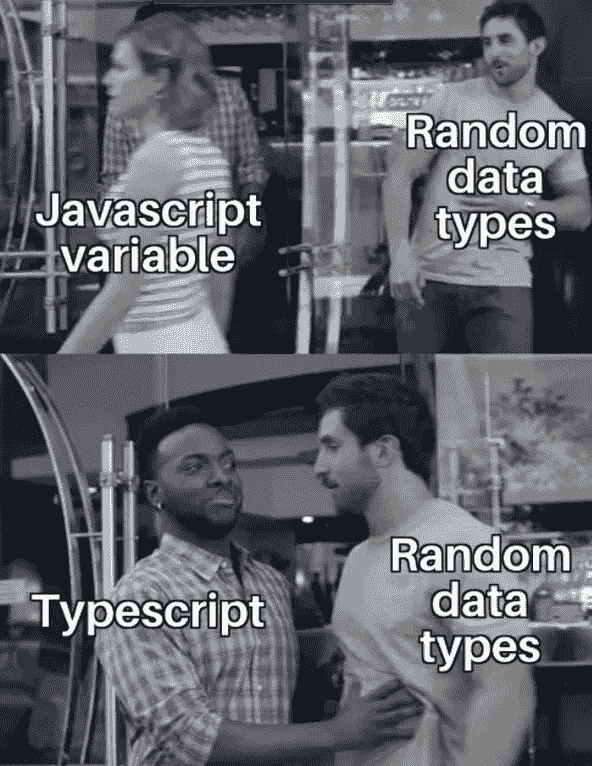 Random
data
types
Javascript
variable
Random
data
types
Typescript